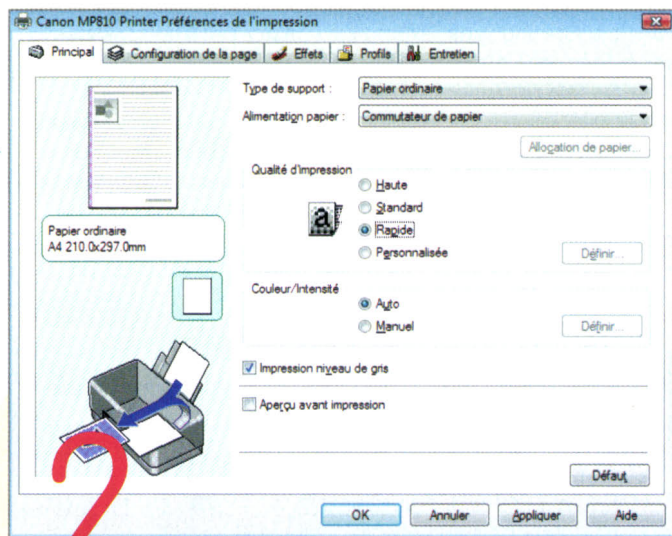 Canon MP810 Printer Préférences de l'impression
Principal Configuration de la page Effets Profils Entretien
Type de support : Papier ordinaire
Alimentation papier : Commutateur de papier
Allocation de papier...
Qualité d'impression
Haute
Standard
Rapide
Personnalisée Définir...
Papier ordinaire
A4 210.0x297.0mm
Couleur/Intensité
Auto
Manuel Définir...
Impression niveau de gris
Aperçu avant impression
Défaut
OK Annuler Appliquer Aide
2